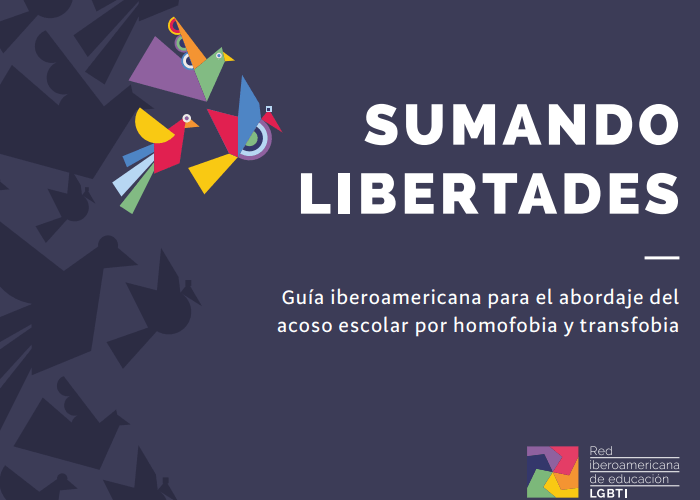 SUMANDO
LIBERTADES
Guía iberoamericana para el abordaje del
acoso escolar por homofobia y transfobia
Red
iberoamericana
de educación
LGBTI